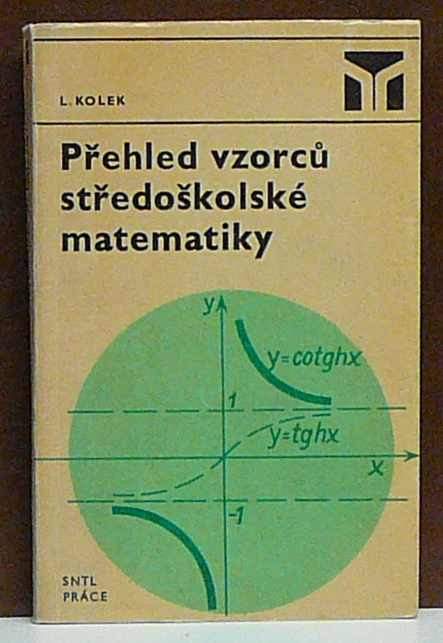 L. KOLEK
Přehled vzorců
středoškolské
matematiky
y
y=cotghx
1
y=tghx
x
-1
SNTL
PRÁCE